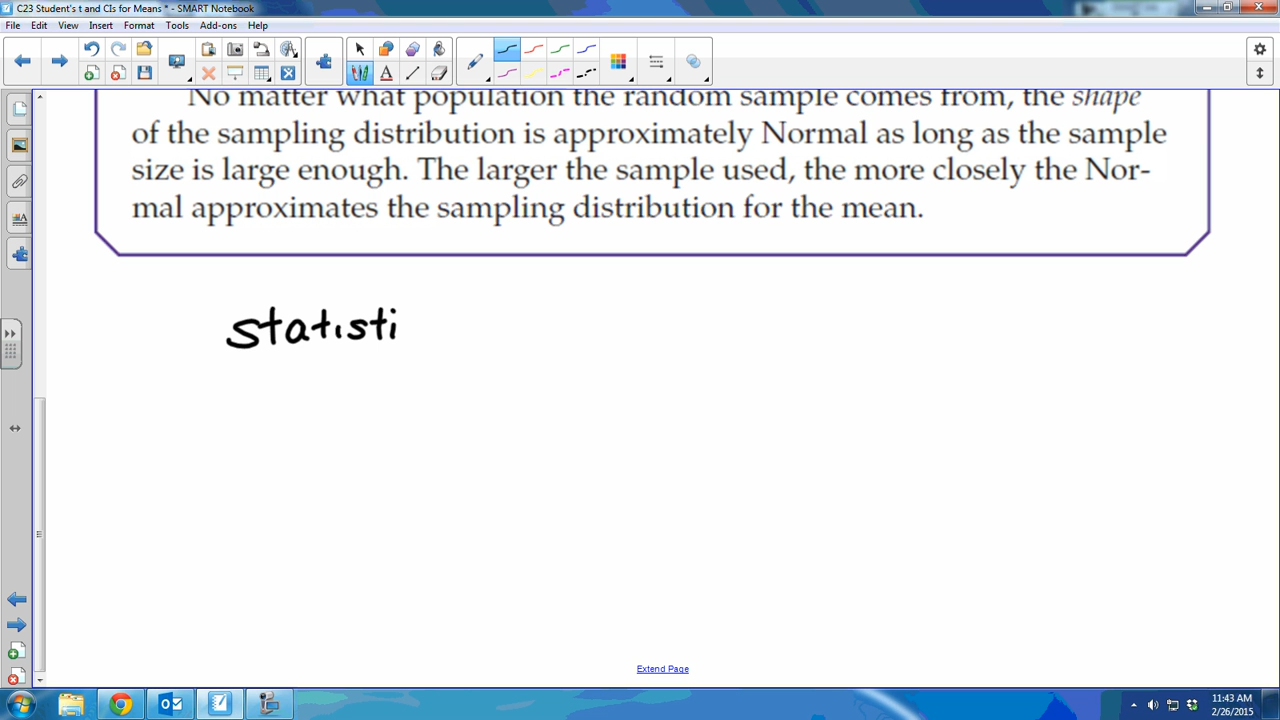 C23 Student's t and CIs for Means * - SMART Notebook
File Edit View Insert Format Tools Add-ons Help
No matter what population the random sample comes from, the shape
of the sampling distribution is approximately Normal as long as the sample
size is large enough. The larger the sample used, the more closely the Nor-
mal approximates the sampling distribution for the mean.
statisti
Extend Page
11:43 AM
2/26/2015